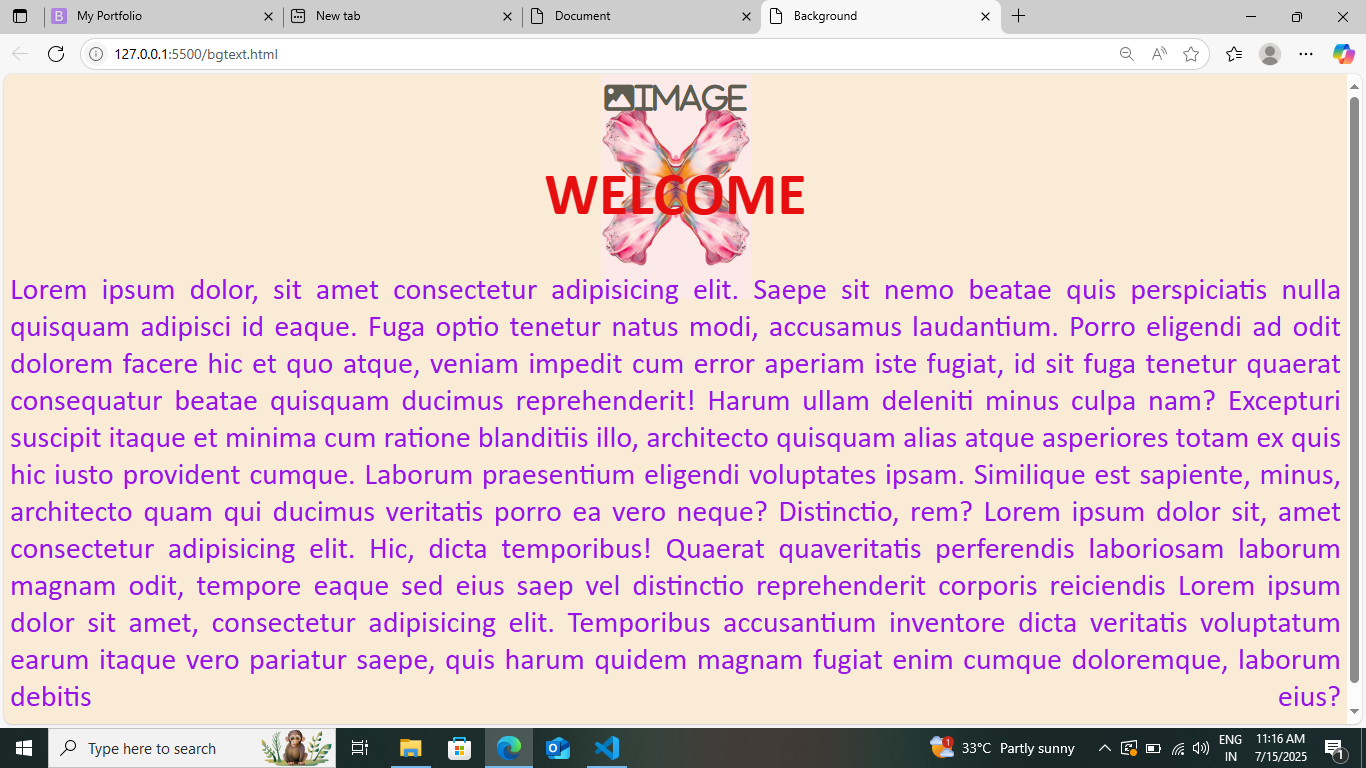 My Portfolio
New tab
Document
Background
127.0.0.1:5500/bgtext.html
IMAGE
WELCOME
Lorem ipsum dolor, sit amet consectetur adipisicing elit. Saepe sit nemo beatae quis perspiciatis nulla
quisquam adipisci id eaque. Fuga optio tenetur natus modi, accusamus laudantium. Porro eligendi ad odit
dolorem facere hic et quo atque, veniam impedit cum error aperiam iste fugiat, id sit fuga tenetur quaerat
consequatur beatae quisquam ducimus reprehenderit! Harum ullam deleniti minus culpa nam? Excepturi
suscipit itaque et minima cum ratione blanditiis illo, architecto quisquam alias atque asperiores totam ex quis
hic iusto provident cumque. Laborum praesentium eligendi voluptates ipsam. Similique est sapiente, minus,
architecto quam qui ducimus veritatis porro ea vero neque? Distinctio, rem? Lorem ipsum dolor sit, amet
consectetur adipisicing elit. Hic, dicta temporibus! Quaerat quaveritatis perferendis laboriosam laborum
magnam odit, tempore eaque sed eius saep vel distinctio reprehenderit corporis reiciendis Lorem ipsum
dolor sit amet, consectetur adipisicing elit. Temporibus accusantium inventore dicta veritatis voluptatum
earum itaque vero pariatur saepe, quis harum quidem magnam fugiat enim cumque doloremque, laborum
debitis eius?
Type here to search
1
33°C Partly sunny
ENG
IN
11:16 AM
7/15/2025
1